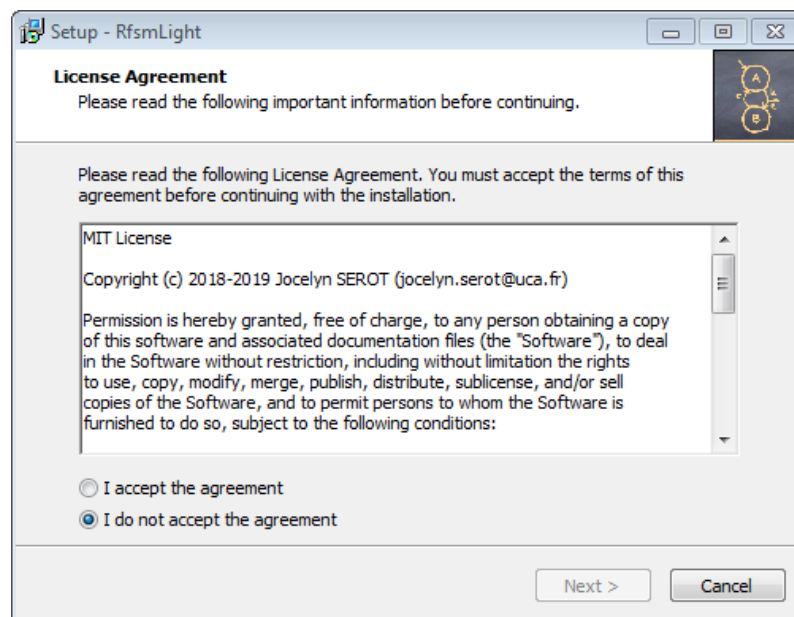 Setup - RfsmLight
License Agreement
Please read the following important information before continuing.
A
B
Please read the following License Agreement. You must accept the terms of this
agreement before continuing with the installation.
MIT License
Copyright (c) 2018-2019 Jocelyn SEROT (jocelyn.serot@uca.fr)
Permission is hereby granted, free of charge, to any person obtaining a copy
of this software and associated documentation files (the "Software"), to deal
in the Software without restriction, including without limitation the rights
to use, copy, modify, merge, publish, distribute, sublicense, and/or sell
copies of the Software, and to permit persons to whom the Software is
furnished to do so, subject to the following conditions:
I accept the agreement
I do not accept the agreement
Next >
Cancel